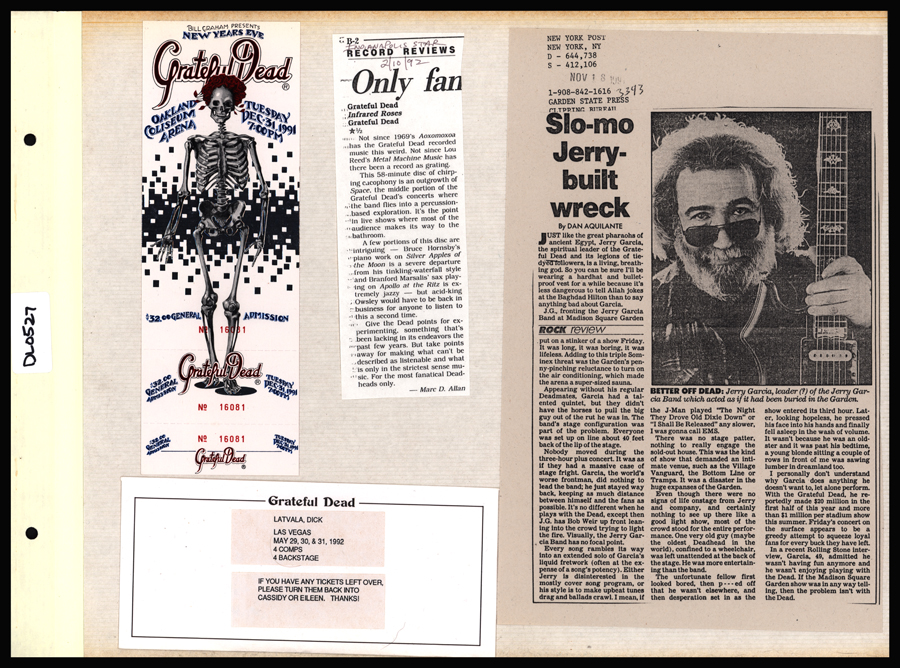 DL0527
BILL GRAHAM PRESENTS
NEW YEARS EVE
Grateful Dead
OAKLAND
COLISEUM
ARENA
TUESDAY
DEC. 31, 1991
7:00 PM
$32.00 GENERAL ADMISSION
Nº 16081
Grateful Dead
$32.00
GENERAL
ADMISSION
TUESDAY
DEC. 31, 1991
7:00 PM
Nº 16081
Nº 16081
Grateful Dead
B-2
INDIANAPOLIS STAR
RECORD REVIEWS
2/10/92
Only fan
Grateful Dead
Infrared Roses
Grateful Dead
★½
Not since 1969's Aoxomoxoa
has the Grateful Dead recorded
music this weird. Not since Lou
Reed's Metal Machine Music has
there been a record as grating.
This 58-minute disc of chirp-
ing cacophony is an outgrowth of
Space, the middle portion of the
Grateful Dead's concerts where
the band flies into a percussion-
based exploration. It's the point
in live shows where most of the
audience makes its way to the
bathroom.
A few portions of this disc are
intriguing — Bruce Hornsby's
piano work on Silver Apples of
the Moon is a severe departure
from his tinkling-waterfall style
and Branford Marsalis' sax play-
ing on Apollo at the Ritz is ex-
tremely jazzy — but acid-king
Owsley would have to be back in
business for anyone to listen to
this a second time.
Give the Dead points for ex-
perimenting, something that's
been lacking in its endeavors the
past few years. But take points
away for making what can't be
described as listenable and what
is only in the strictest sense mu-
sic. For the most fanatical Dead-
heads only.
— Marc D. Allan
Grateful Dead
LATVALA, DICK
LAS VEGAS
MAY 29, 30, & 31, 1992
4 COMPS
4 BACKSTAGE
IF YOU HAVE ANY TICKETS LEFT OVER,
PLEASE TURN THEM BACK INTO
CASSIDY OR EILEEN. THANKS!
NEW YORK POST
NEW YORK, NY
D - 644,738
S - 412,106
NOV 18
1-908-842-1616 3393
GARDEN STATE PRESS
CLIPPING BUREAU
Slo-mo
Jerry-
built
wreck
By DAN AQUILANTE
JUST like the great pharaohs of
ancient Egypt, Jerry Garcia,
the spiritual leader of the Grate-
ful Dead and its legions of tie-
dyed followers, is a living, breath-
ing god. So you can be sure I'll be
wearing a hardhat and bullet-
proof vest for a while because it's
less dangerous to tell Allah jokes
at the Baghdad Hilton than to say
anything bad about Garcia.
J.G., fronting the Jerry Garcia
Band at Madison Square Garden
ROCK review
put on a stinker of a show Friday.
It was long, it was boring, it was
lifeless. Adding to this triple Som-
inex threat was the Garden's pen-
ny-pinching reluctance to turn on
the air conditioning, which made
the arena a super-sized sauna.
Appearing without his regular
Deadmates, Garcia had a tal-
ented quintet, but they didn't
have the horses to pull the big
guy out of the rut he was in. The
band's stage configuration was
part of the problem. Everyone
was set up on line about 40 feet
back of the lip of the stage.
Nobody moved during the
three-hour plus concert. It was as
if they had a massive case of
stage fright. Garcia, the world's
worse frontman, did nothing to
lead the band; he just stayed way
back, keeping as much distance
between himself and the fans as
possible. It's no different when he
plays with the Dead, except then
J.G. has Bob Weir up front lean-
ing into the crowd trying to light
the fire. Visually, the Jerry Gar-
cia Band has no focal point.
Every song rambles its way
into an extended solo of Garcia's
liquid fretwork (often at the ex-
pense of a song's potency). Either
Jerry is disinterested in the
mostly cover song program, or
his style is to make upbeat tunes
drag and ballads crawl. I mean, if
BETTER OFF DEAD: Jerry Garcia, leader (?) of the Jerry Gar-
cia Band which acted as if it had been buried in the Garden.
the J-Man played "The Night
They Drove Old Dixie Down" or
"I Shall Be Released" any slower,
I was gonna call EMS.
There was no stage patter,
nothing to really engage the
sold-out house. This was the kind
of show that demanded an inti-
mate venue, such as the Village
Vanguard, the Bottom Line or
Tramps. It was a disaster in the
huge expanses of the Garden.
Even though there were no
signs of life onstage from Jerry
and company, and certainly
nothing to see up there like a
good light show, most of the
crowd stood for the entire perfor-
mance. One very old guy (maybe
the oldest Deadhead in the
world), confined to a wheelchair,
was left unattended at the back of
the stage. He was more entertain-
ing than the band.
The unfortunate fellow first
looked bored, then p---ed off
that he wasn't elsewhere, and
then desperation set in as the
show entered its third hour. Lat-
er, looking hopeless, he pressed
his face into his hands and finally
fell asleep in the wash of volume.
It wasn't because he was an old-
ster and it was past his bedtime,
a young blonde sitting a couple of
rows in front of me was sawing
lumber in dreamland too.
I personally don't understand
why Garcia does anything he
doesn't want to, let alone perform.
With the Grateful Dead, he re-
portedly made $20 million in the
first half of this year and more
than $1 million per stadium show
this summer. Friday's concert on
the surface appears to be a
greedy attempt to squeeze loyal
fans for every buck they have left.
In a recent Rolling Stone inter-
view, Garcia, 49, admitted he
wasn't having fun anymore and
he wasn't enjoying playing with
the Dead. If the Madison Square
Garden show was in any way tell-
ing, then the problem isn't with
the Dead.